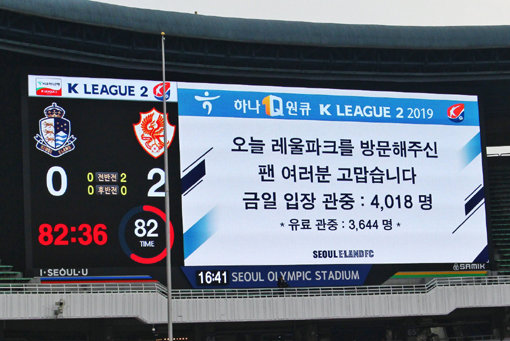 K LEAGUE 2
0 2
0 전반전 2
0 후반전 0
82:36
82
TIME
I·SEOUL·U
하나 1Q 원큐 K LEAGUE 2 2019
오늘 레울파크를 방문해주신
팬 여러분 고맙습니다
금일 입장 관중 : 4,018 명
* 유료 관중 : 3,644 명 *
SEOUL E·LAND FC
16:41 SEOUL OLYMPIC STADIUM
SAMIK